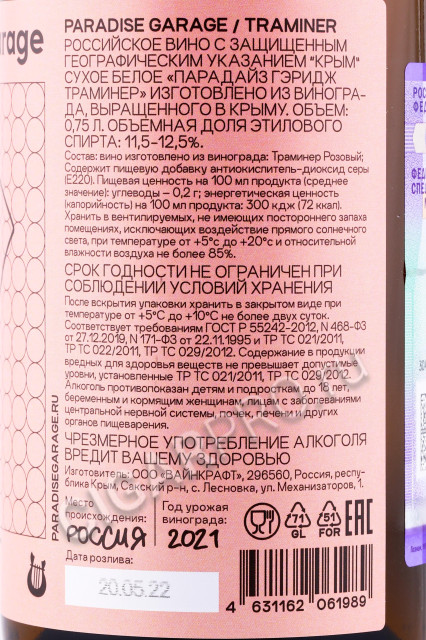 arage
PARADISE GARAGE / TRAMINER
РОССИЙСКОЕ ВИНО С ЗАЩИЩЕННЫМ
ГЕОГРАФИЧЕСКИМ УКАЗАНИЕМ "КРЫМ"
СУХОЕ БЕЛОЕ «ПАРАДАЙЗ ГЭРИДЖ
ТРАМИНЕР» ИЗГОТОВЛЕНО ИЗ ВИНОГРА-
ДА, ВЫРАЩЕННОГО В КРЫМУ. ОБЪЕМ:
0,75 Л. ОБЪЕМНАЯ ДОЛЯ ЭТИЛОВОГО
СПИРТА: 11,5–12,5%.
Состав: вино изготовлено из винограда: Траминер Розовый;
Содержит пищевую добавку антиокислитель-диоксид серы
(Е220). Пищевая ценность на 100 мл продукта (среднее
значение): углеводы – 0,2 г; энергетическая ценность
(калорийность) на 100 мл продукта: 300 кдж (72 ккал).
Хранить в вентилируемых, не имеющих постороннего запаха
помещениях, исключающих воздействие прямого солнечного
света, при температуре от +5°C до +20°C и относительной
влажности воздуха не более 85%.
СРОК ГОДНОСТИ НЕ ОГРАНИЧЕН ПРИ
СОБЛЮДЕНИИ УСЛОВИЙ ХРАНЕНИЯ
После вскрытия упаковки хранить в закрытом виде при
температуре от +5°C до +10°C не более двух суток.
Соответствует требованиям ГОСТ Р 55242-2012, N 468-ФЗ
от 27.12.2019, N 171-ФЗ от 22.11.1995 и ТР ТС 021/2011,
ТР ТС 022/2011, ТР ТС 029/2012. Содержание в продукции
вредных для здоровья веществ не превышает допустимые
уровни, установленные ТР ТС 021/2011, ТР ТС 029/2012.
Алкоголь противопоказан детям и подросткам до 18 лет,
беременным и кормящим женщинам, лицам с заболеваниями
центральной нервной системы, почек, печени и других
органов пищеварения.
ЧРЕЗМЕРНОЕ УПОТРЕБЛЕНИЕ АЛКОГОЛЯ
ВРЕДИТ ВАШЕМУ ЗДОРОВЬЮ
Изготовитель: ООО «ВАЙНКРАФТ», 296560, Россия, респу-
блика Крым, Сакский р-н, с. Лесновка, ул. Механизаторов, 1.
PARADISEGARAGE.RU
Место
происхождения:
РОССИЯ
Год урожая
винограда:
2021
71
GL
51
FOR
EAC
Дата розлива:
20.05.22
4 631162 061989